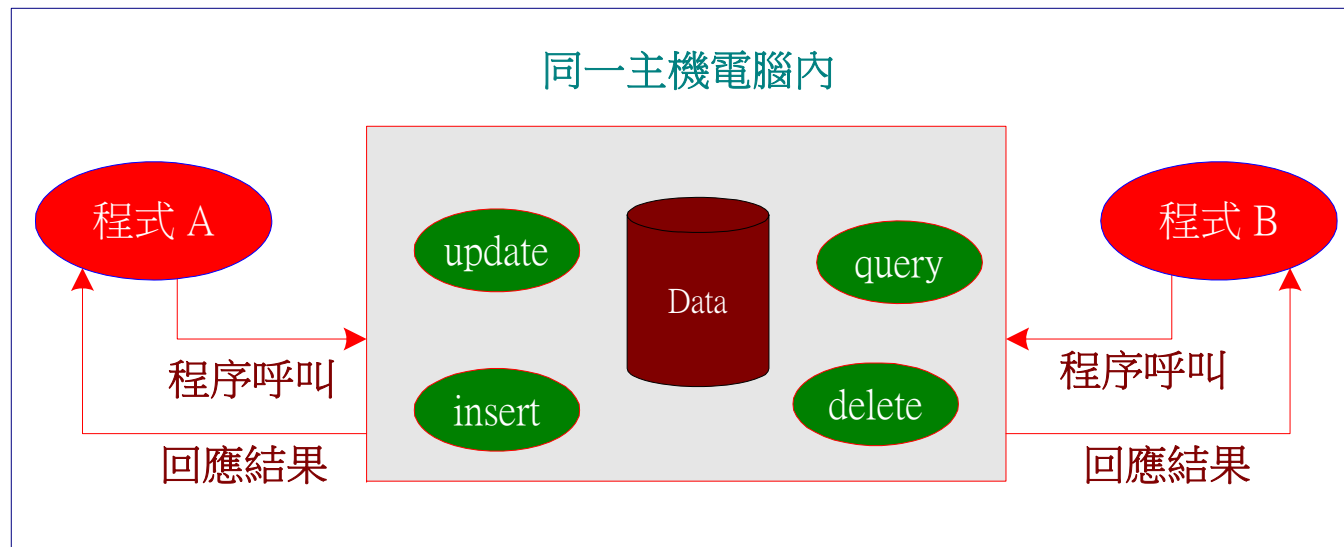 同一主機電腦內
程式 A
程式 B
update
query
Data
insert
delete
程序呼叫
程序呼叫
回應結果
回應結果